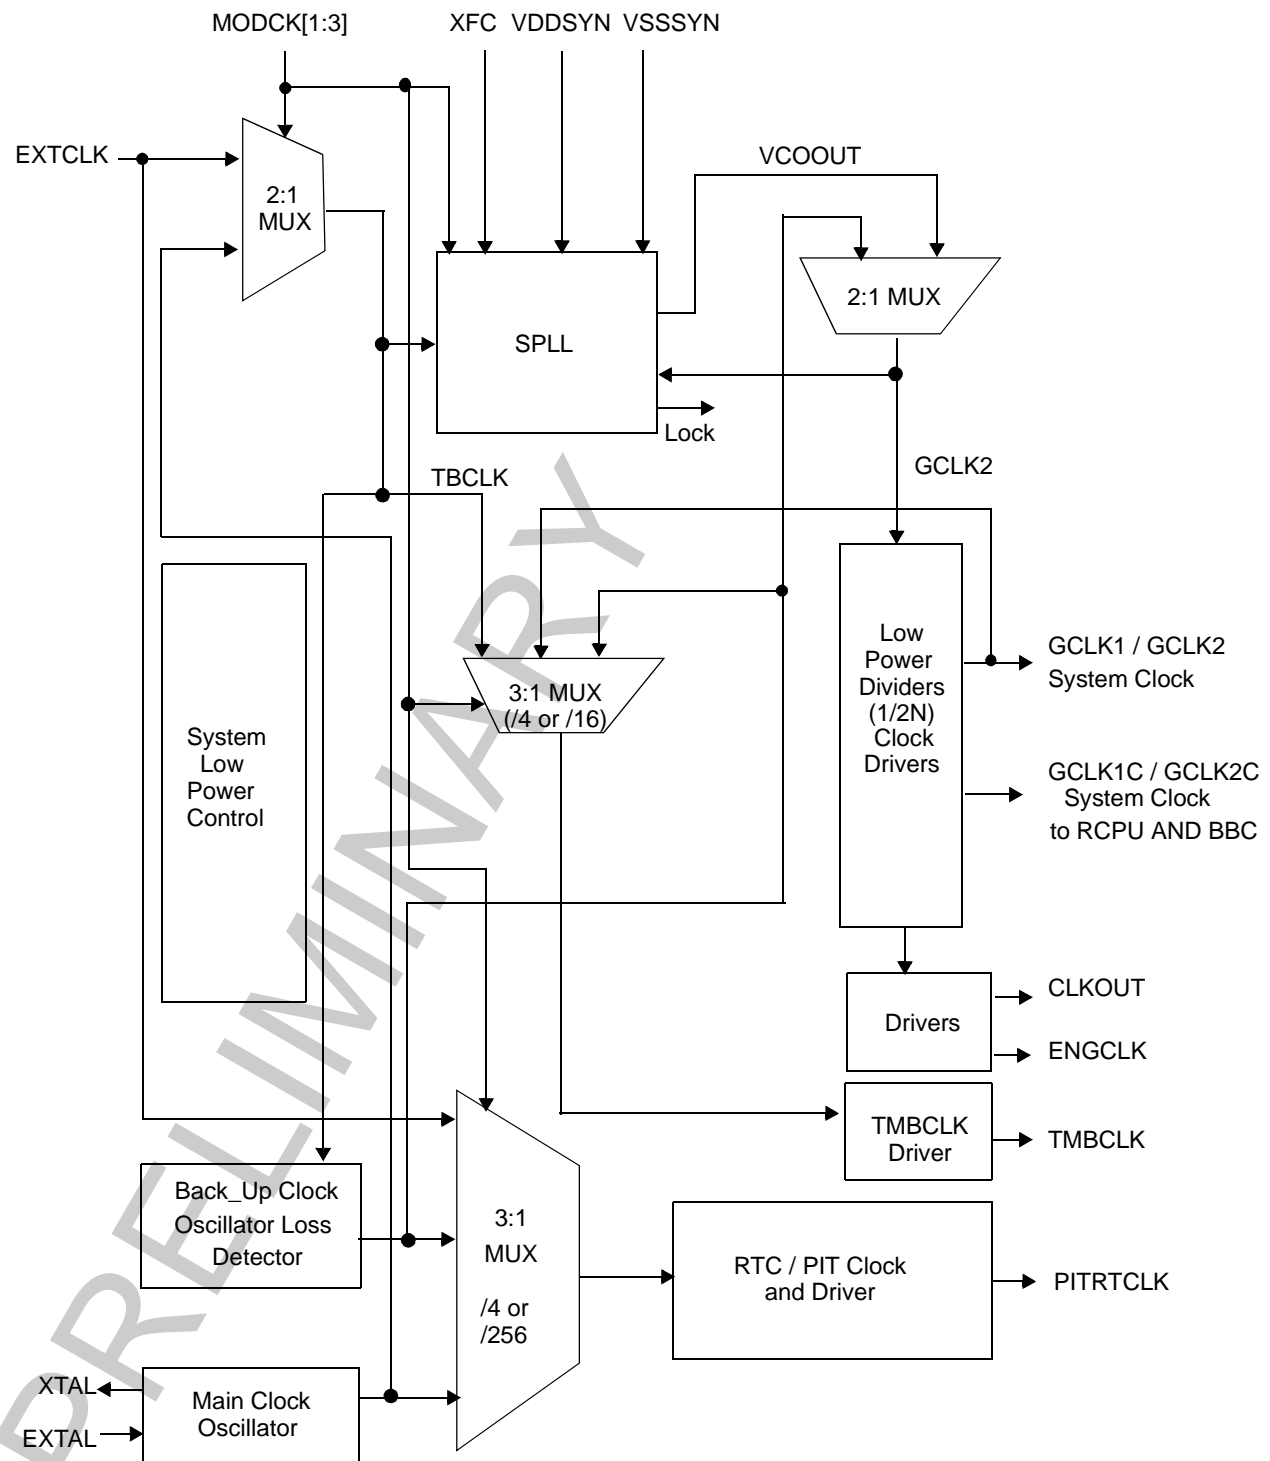 MODCK[1:3]
XFC VDDSYN VSSSYN
EXTCLK
VCOOUT
2:1
MUX
2:1 MUX
SPLL
Lock
TBCLK
GCLK2
Low
Power
Dividers
(1/2N)
Clock
Drivers
GCLK1 / GCLK2
System Clock
3:1 MUX
(/4 or /16)
System
Low
Power
Control
GCLK1C / GCLK2C
System Clock
to RCPU AND BBC
CLKOUT
Drivers
ENGCLK
TMBCLK
Driver
TMBCLK
Back_Up Clock
Oscillator Loss
Detector
3:1
MUX
/4 or
/256
RTC / PIT Clock
and Driver
PITRTCLK
XTAL
EXTAL
Main Clock
Oscillator
PRELIMINARY